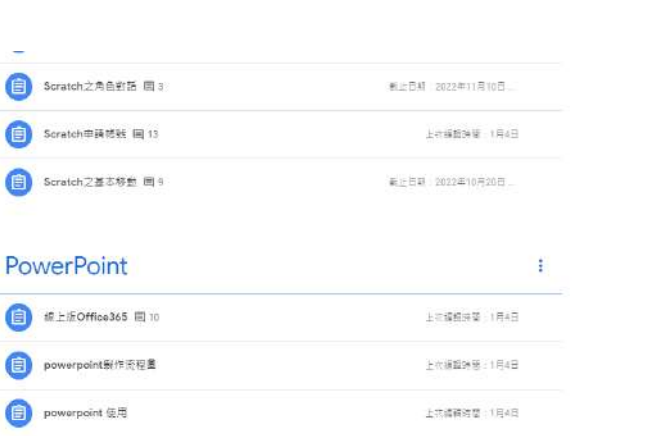 Scratch之角色對話 3 截止日期：2022年11月10日...
Scratch申請帳號 13 上次編輯時間：1月4日
Scratch之基本移動 9 截止日期：2022年10月20日...
PowerPoint
線上版Office365 10 上次編輯時間：1月4日
powerpoint製作流程圖 上次編輯時間：1月4日
powerpoint 使用 上次編輯時間：1月4日